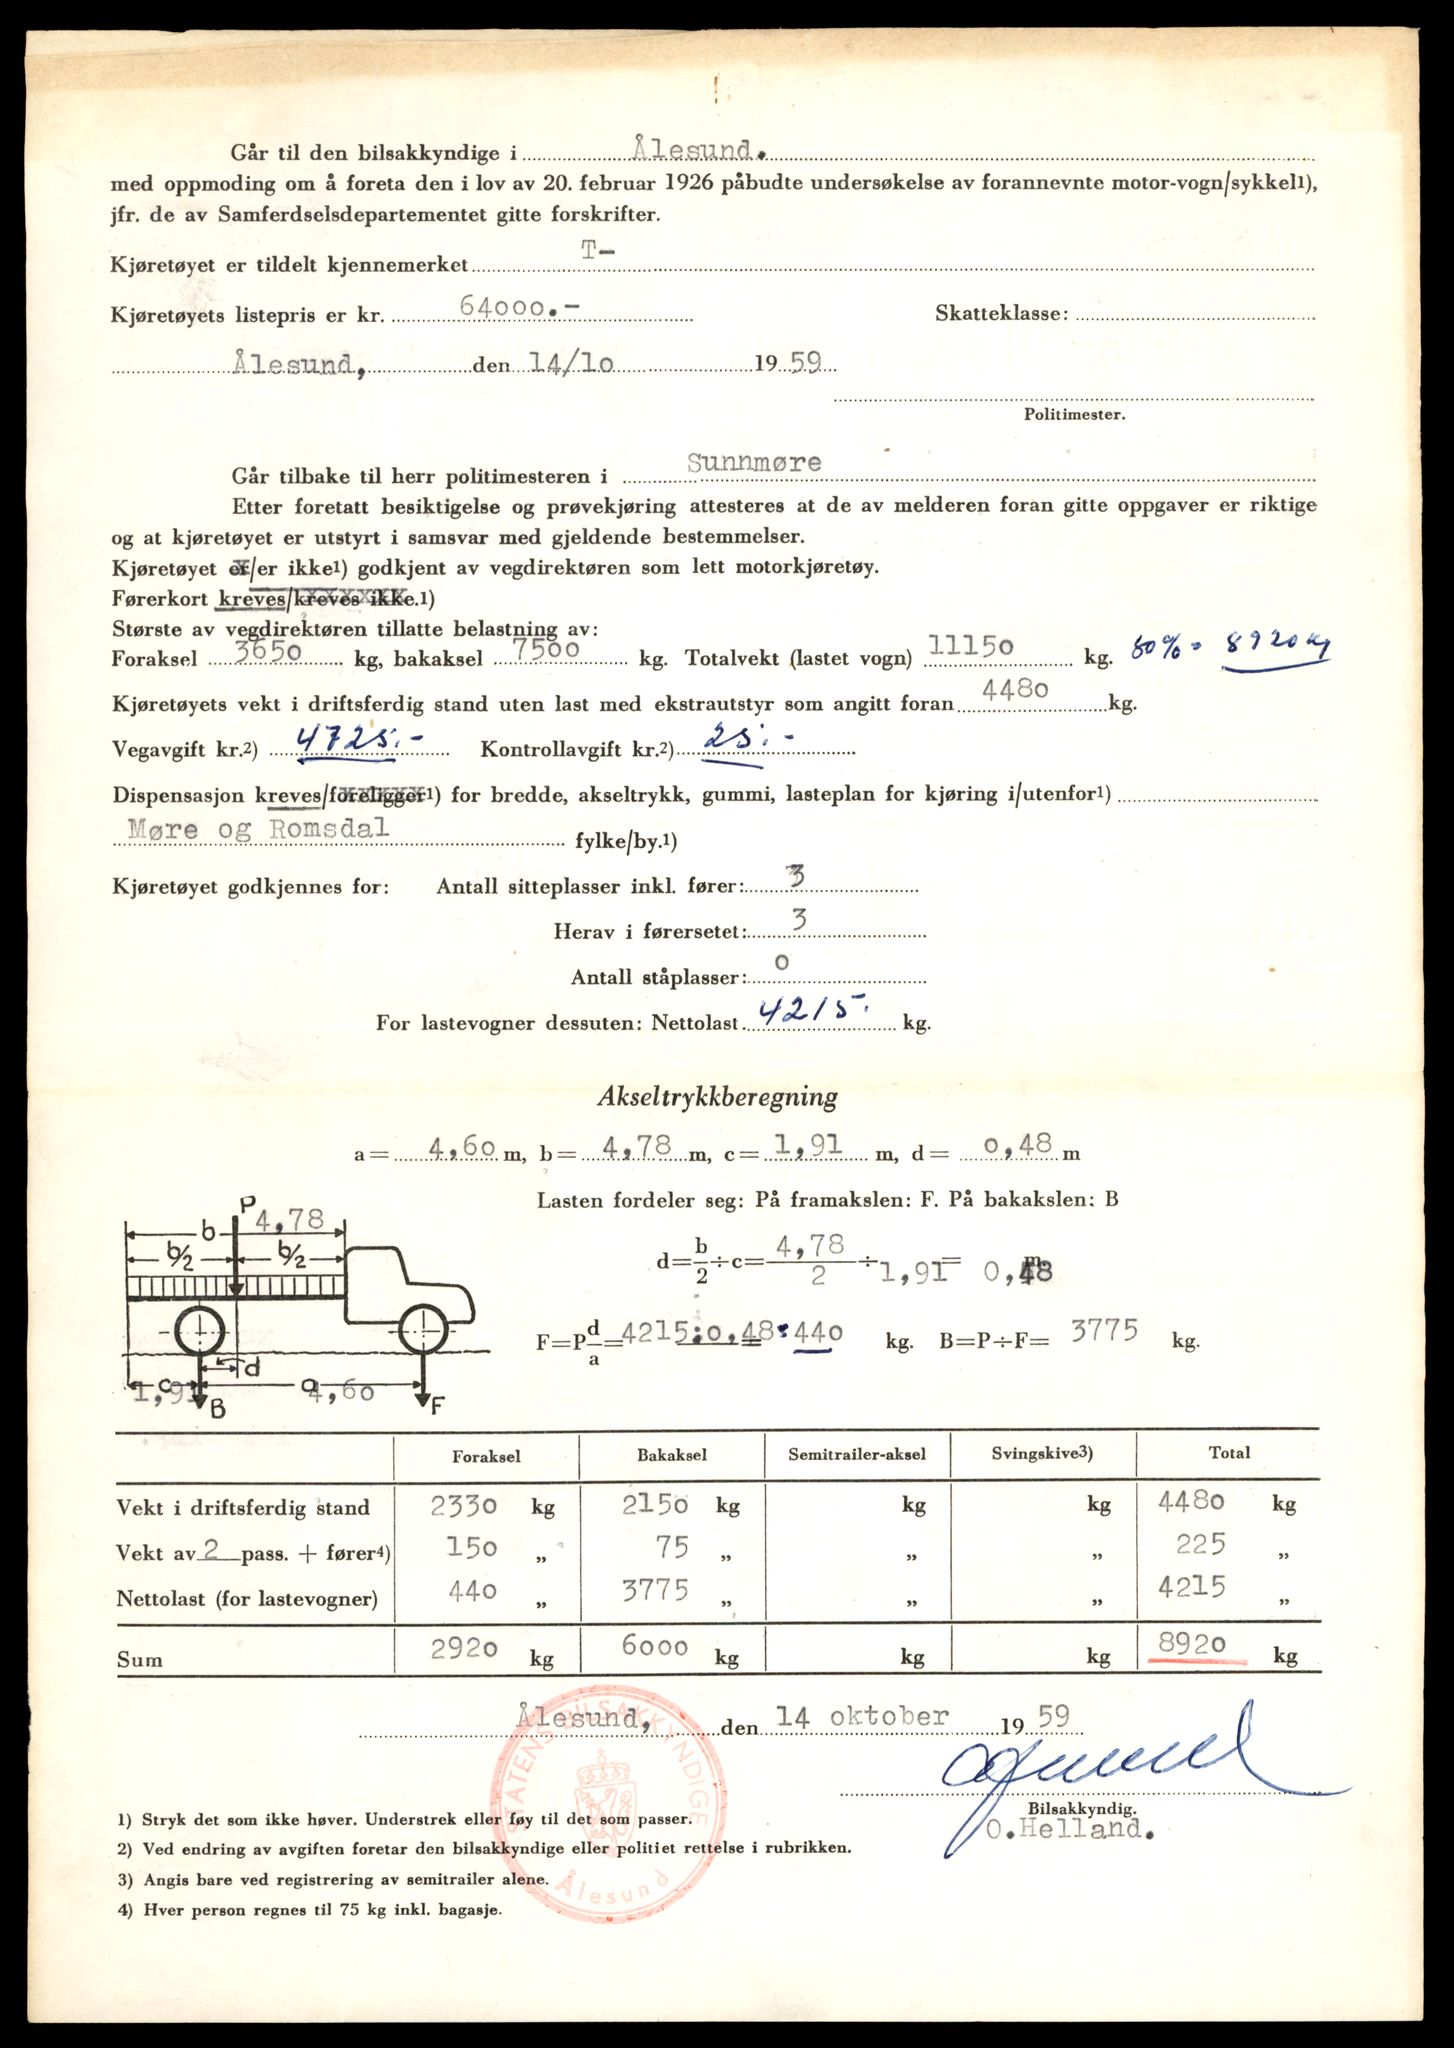 Går til den bilsakkyndige i Ålesund.
med oppmoding om å foreta den i lov av 20. februar 1926 påbudte undersøkelse av forannevnte motor-vogn/sykkel1),
jfr. de av Samferdselsdepartementet gitte forskrifter.
Kjøretøyet er tildelt kjennemerket T-
Kjøretøyets listepris er kr. 64000.- Skatteklasse:
Ålesund, den 14/10 19 59
Politimester.
Går tilbake til herr politimesteren i Sunnmøre
Etter foretatt besiktigelse og prøvekjøring attesteres at de av melderen foran gitte oppgaver er riktige
og at kjøretøyet er utstyrt i samsvar med gjeldende bestemmelser.
Kjøretøyet er/er ikke1) godkjent av vegdirektøren som lett motorkjøretøy.
Førerkort kreves/kreves ikke.1)
Største av vegdirektøren tillatte belastning av:
Foraksel 3650 kg, bakaksel 7500 kg. Totalvekt (lastet vogn) 11150 kg. 80% = 8920 kg
Kjøretøyets vekt i driftsferdig stand uten last med ekstrautstyr som angitt foran 4480 kg.
Vegavgift kr.2) 4725.- Kontrollavgift kr.2) 25.-
Dispensasjon kreves/foreligger1) for bredde, akseltrykk, gummi, lasteplan for kjøring i/utenfor1)
Møre og Romsdal fylke/by.1)
Kjøretøyet godkjennes for: Antall sitteplasser inkl. fører: 3
Herav i førersetet: 3
Antall ståplasser: 0
For lastevogner dessuten: Nettolast 4215. kg.
Akseltrykkberegning
a = 4,60 m, b = 4,78 m, c = 1,91 m, d = 0,48 m
Lasten fordeler seg: På framakslen: F. På bakakslen: B
P
b 4,78
b/2 b/2
d = b/2 ÷ c = 4,78/2 ÷ 1,91 = 0,48 m
F = P d/a = 4215:0,48 = 440 kg. B = P ÷ F = 3775 kg.
d
c 1,91 a 4,60
B F
Foraksel Bakaksel Semitrailer-aksel Svingskive3) Total
Vekt i driftsferdig stand 2330 kg 2150 kg kg kg 4480 kg
Vekt av 2 pass. + fører4) 150 „ 75 „ „ „ 225 „
Nettolast (for lastevogner) 440 „ 3775 „ „ „ 4215 „
Sum 2920 kg 6000 kg kg kg 8920 kg
Ålesund, den 14 oktober 19 59
STATENS BILSAKKYNDIGE
Ålesund
Bilsakkyndig.
O.Helland.
1) Stryk det som ikke høver. Understrek eller føy til det som passer.
2) Ved endring av avgiften foretar den bilsakkyndige eller politiet rettelse i rubrikken.
3) Angis bare ved registrering av semitrailer alene.
4) Hver person regnes til 75 kg inkl. bagasje.